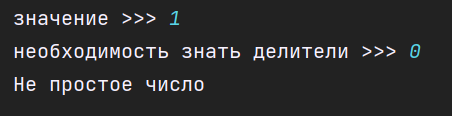 значение >>> 1
необходимость знать делители >>> 0
Не простое число